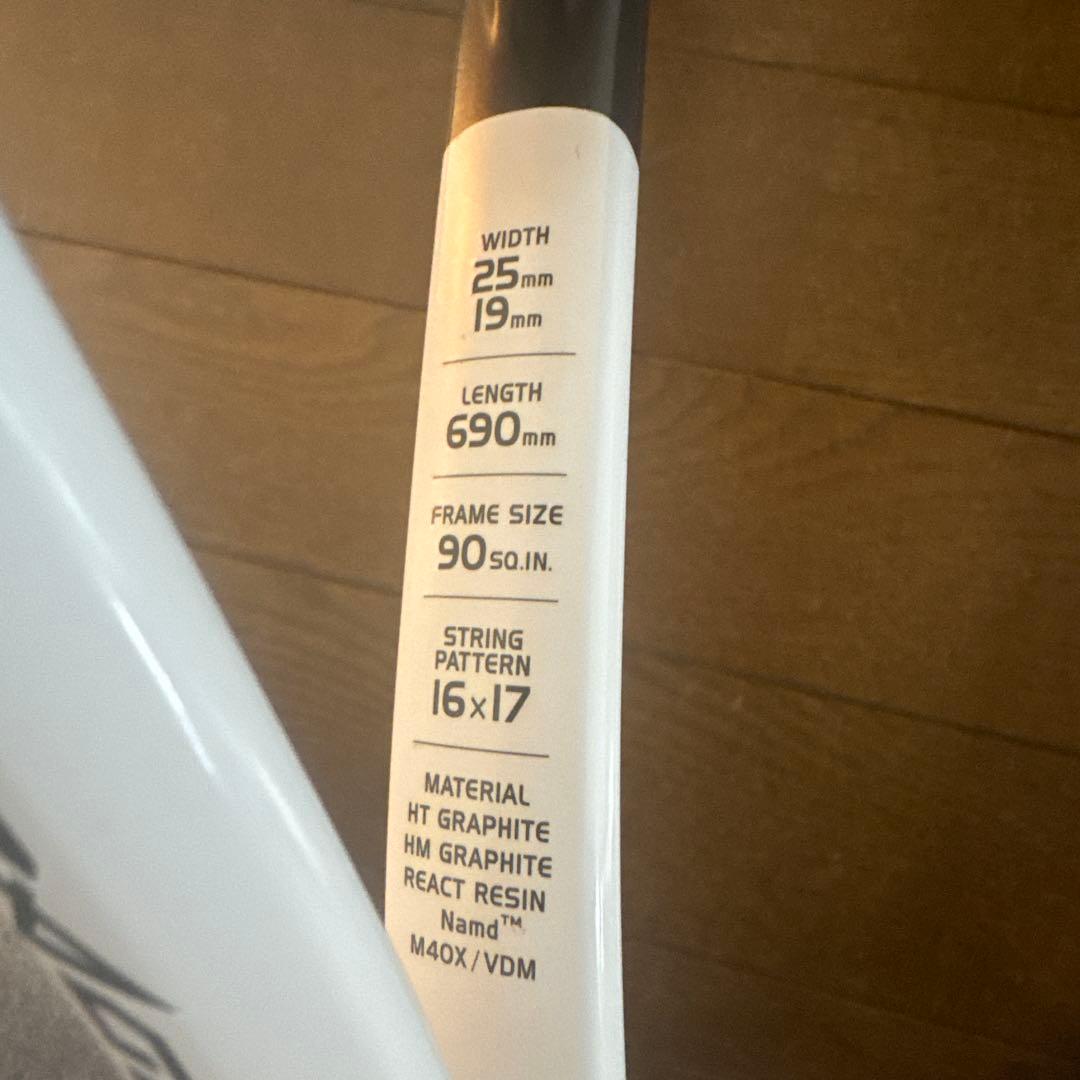 WIDTH
25mm
19mm
LENGTH
690mm
FRAME SIZE
90SQ.IN.
STRING
PATTERN
16x17
MATERIAL
HT GRAPHITE
HM GRAPHITE
REACT RESIN
Namd™
M40X/VDM